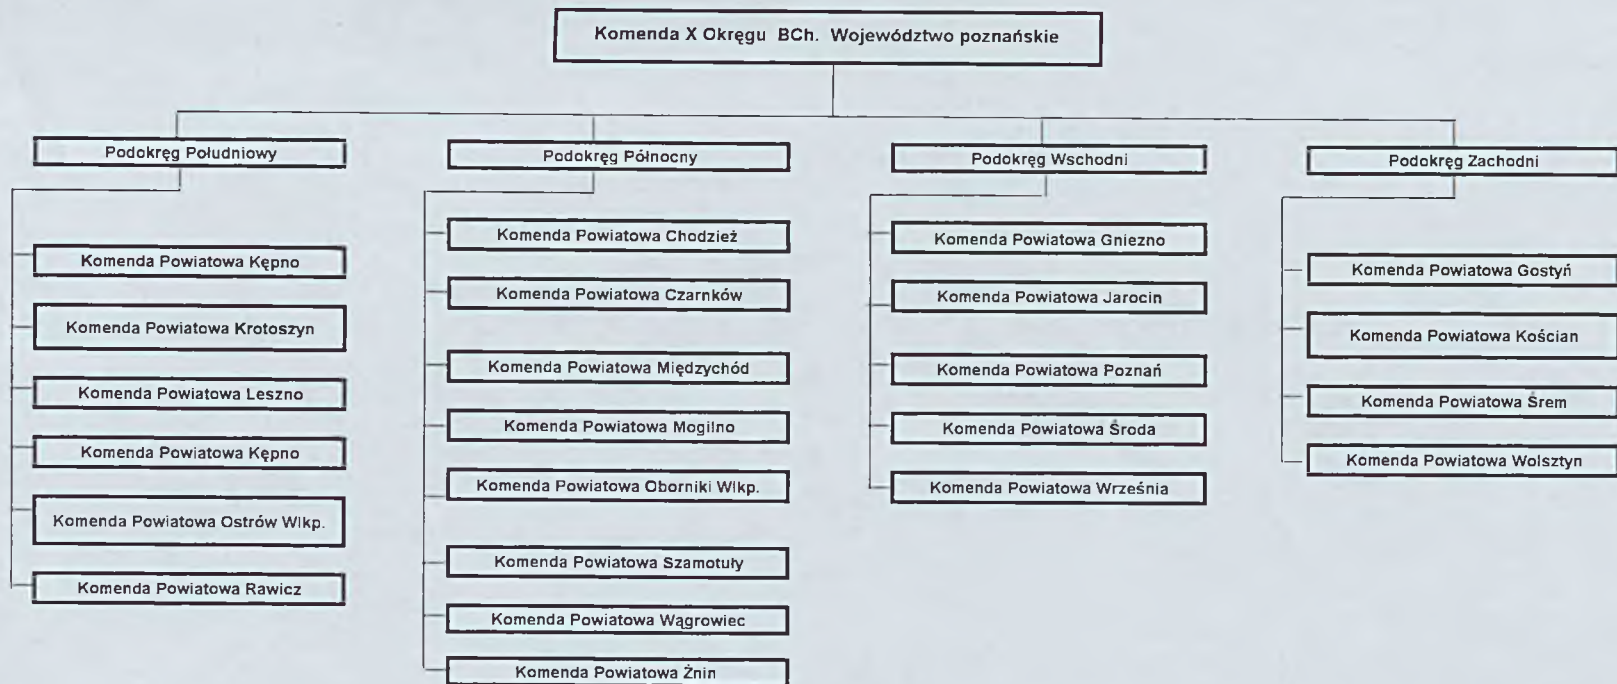 Komenda X Okręgu BCh. Województwo poznańskie
Podokręg Południowy
Komenda Powiatowa Kępno
Komenda Powiatowa Krotoszyn
Komenda Powiatowa Leszno
Komenda Powiatowa Kępno
Komenda Powiatowa Ostrów Wlkp.
Komenda Powiatowa Rawicz
Podokręg Północny
Komenda Powiatowa Chodzież
Komenda Powiatowa Czarnków
Komenda Powiatowa Międzychód
Komenda Powiatowa Mogilno
Komenda Powiatowa Oborniki Wlkp.
Komenda Powiatowa Szamotuły
Komenda Powiatowa Wągrowiec
Komenda Powiatowa Żnin
Podokręg Wschodni
Komenda Powiatowa Gniezno
Komenda Powiatowa Jarocin
Komenda Powiatowa Poznań
Komenda Powiatowa Środa
Komenda Powiatowa Września
Podokręg Zachodni
Komenda Powiatowa Gostyń
Komenda Powiatowa Kościan
Komenda Powiatowa Śrem
Komenda Powiatowa Wolsztyn